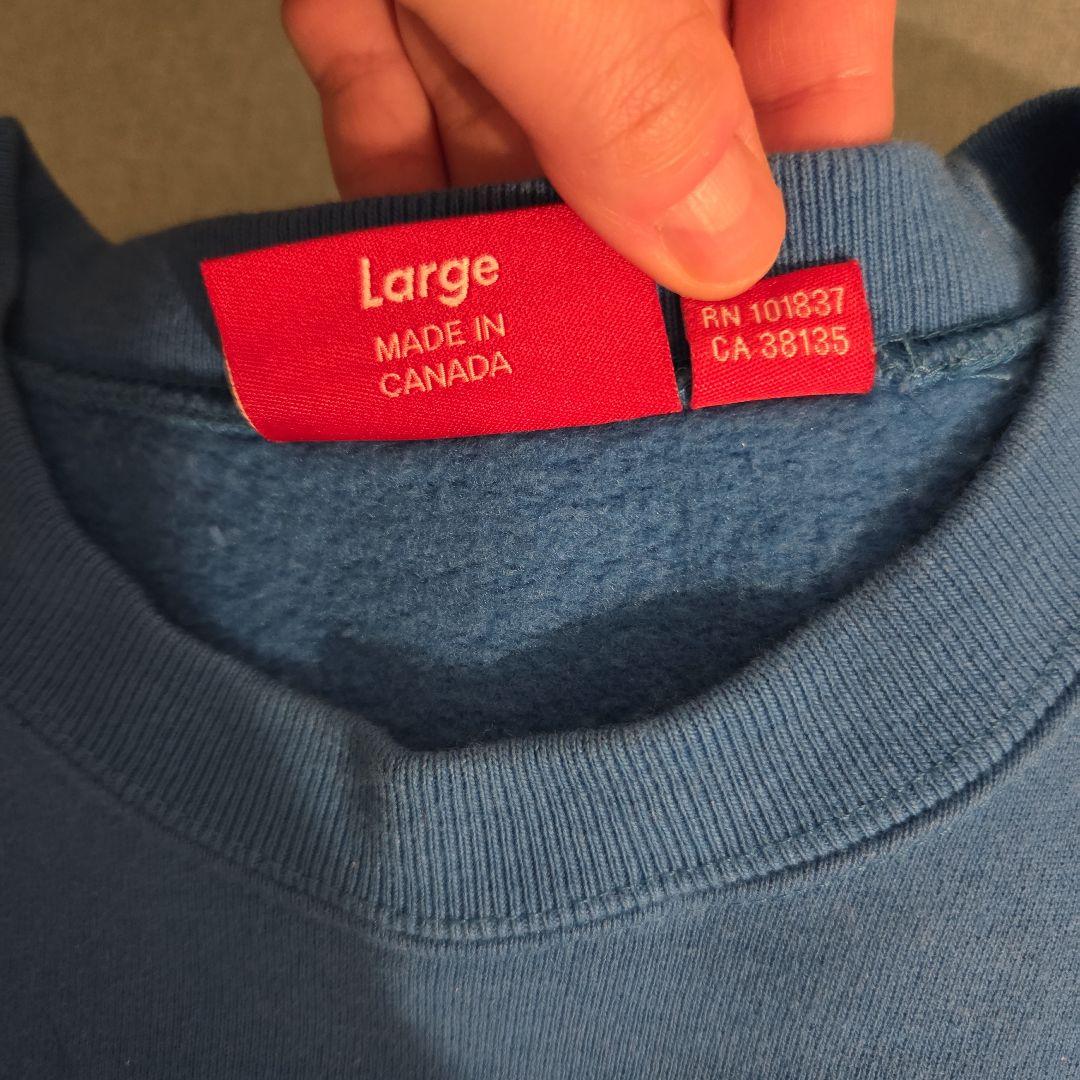 Large
MADE IN
CANADA
RN 101837
CA 38135